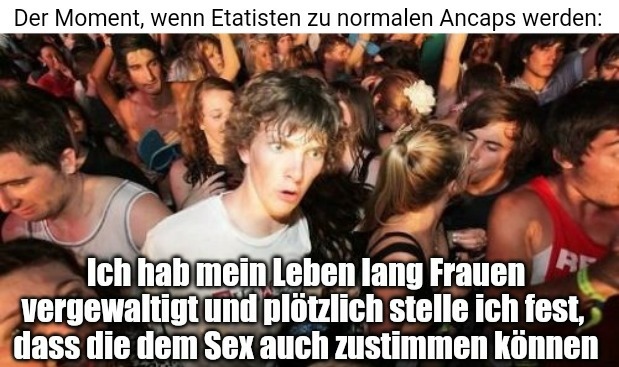 Der Moment, wenn Etatisten zu normalen Ancaps werden:
Ich hab mein Leben lang Frauen
vergewaltigt und plötzlich stelle ich fest,
dass die dem Sex auch zustimmen können